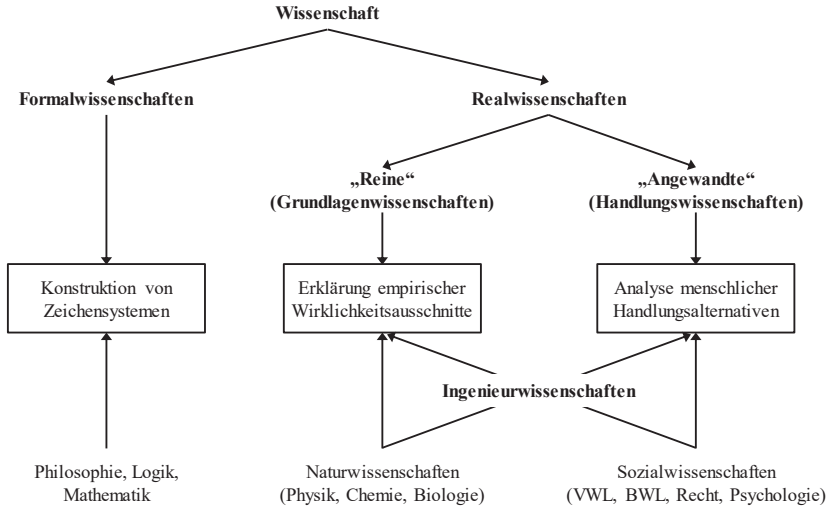 Wissenschaft
Formalwissenschaften
Realwissenschaften
„Reine“
(Grundlagenwissenschaften)
„Angewandte“
(Handlungswissenschaften)
Konstruktion von
Zeichensystemen
Erklärung empirischer
Wirklichkeitsausschnitte
Analyse menschlicher
Handlungsalternativen
Ingenieurwissenschaften
Philosophie, Logik,
Mathematik
Naturwissenschaften
(Physik, Chemie, Biologie)
Sozialwissenschaften
(VWL, BWL, Recht, Psychologie)